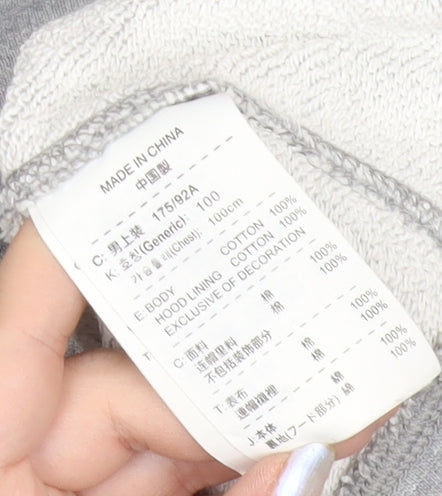 MADE IN CHINA
中国製
C: 男上装 175/92A
K: 호칭(Generid): 100
가슴둘레(Chest): 100cm
E: BODY COTTON 100%
HOOD LINING COTTON 100%
EXCLUSIVE OF DECORATION
C: 面料 棉 100%
连帽里料 棉 100%
不包括装饰部分
T: 表布 棉 100%
連帽襯裡 棉 100%
J: 本体 綿 100%
裏地(フード部分) 綿 100%